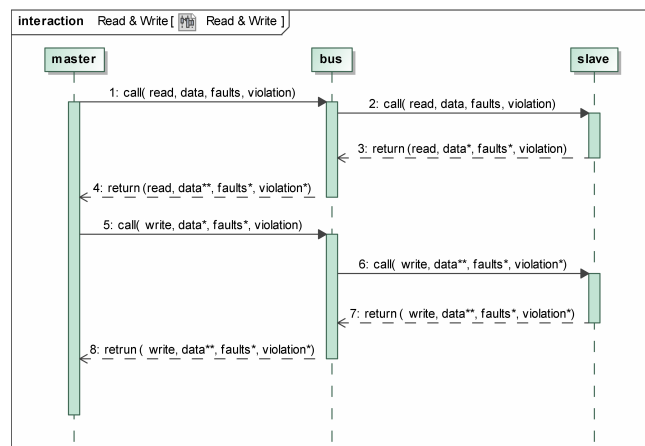 interaction Read & Write [ Read & Write ]
master bus slave
1: call( read, data, faults, violation)
2: call( read, data, faults, violation)
3: return (read, data*, faults*, violation)
4: return (read, data**, faults*, violation*)
5: call( write, data*, faults*, violation)
6: call( write, data**, faults*, violation*)
7: return ( write, data**, faults*, violation*)
8: retrun ( write, data**, faults*, violation*)